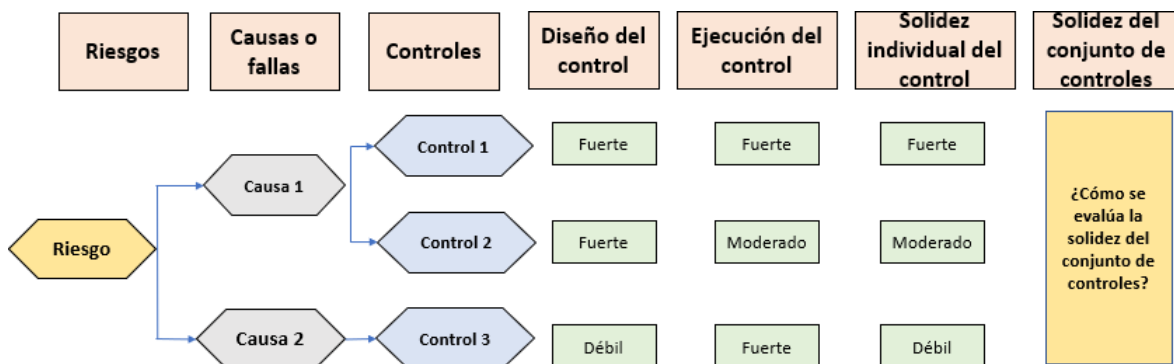 Riesgos
Causas o
fallas
Controles
Diseño del
control
Ejecución del
control
Solidez
individual del
control
Solidez del
conjunto de
controles
Riesgo
Causa 1
Control 1
Fuerte
Fuerte
Fuerte
Control 2
Fuerte
Moderado
Moderado
Causa 2
Control 3
Débil
Fuerte
Débil
¿Cómo se
evalúa la
solidez del
conjunto de
controles?